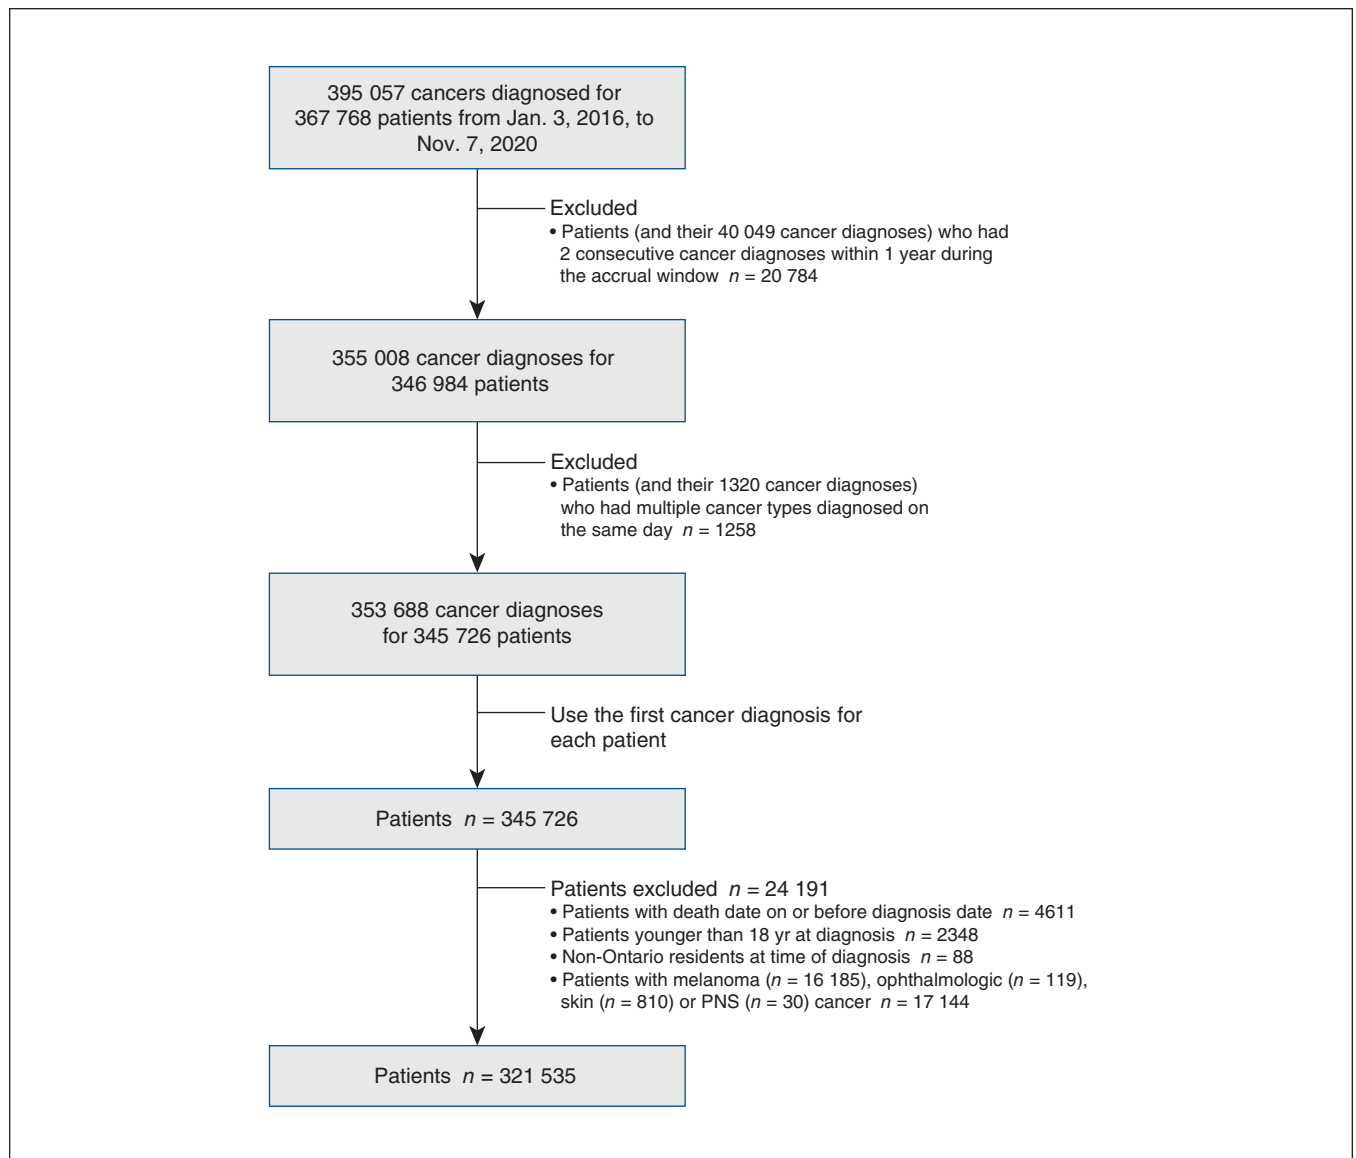 395 057 cancers diagnosed for
367 768 patients from Jan. 3, 2016, to
Nov. 7, 2020
Excluded
• Patients (and their 40 049 cancer diagnoses) who had
2 consecutive cancer diagnoses within 1 year during
the accrual window n = 20 784
355 008 cancer diagnoses for
346 984 patients
Excluded
• Patients (and their 1320 cancer diagnoses)
who had multiple cancer types diagnosed on
the same day n = 1258
353 688 cancer diagnoses
for 345 726 patients
Use the first cancer diagnosis for
each patient
Patients n = 345 726
Patients excluded n = 24 191
• Patients with death date on or before diagnosis date n = 4611
• Patients younger than 18 yr at diagnosis n = 2348
• Non-Ontario residents at time of diagnosis n = 88
• Patients with melanoma (n = 16 185), ophthalmologic (n = 119),
skin (n = 810) or PNS (n = 30) cancer n = 17 144
Patients n = 321 535